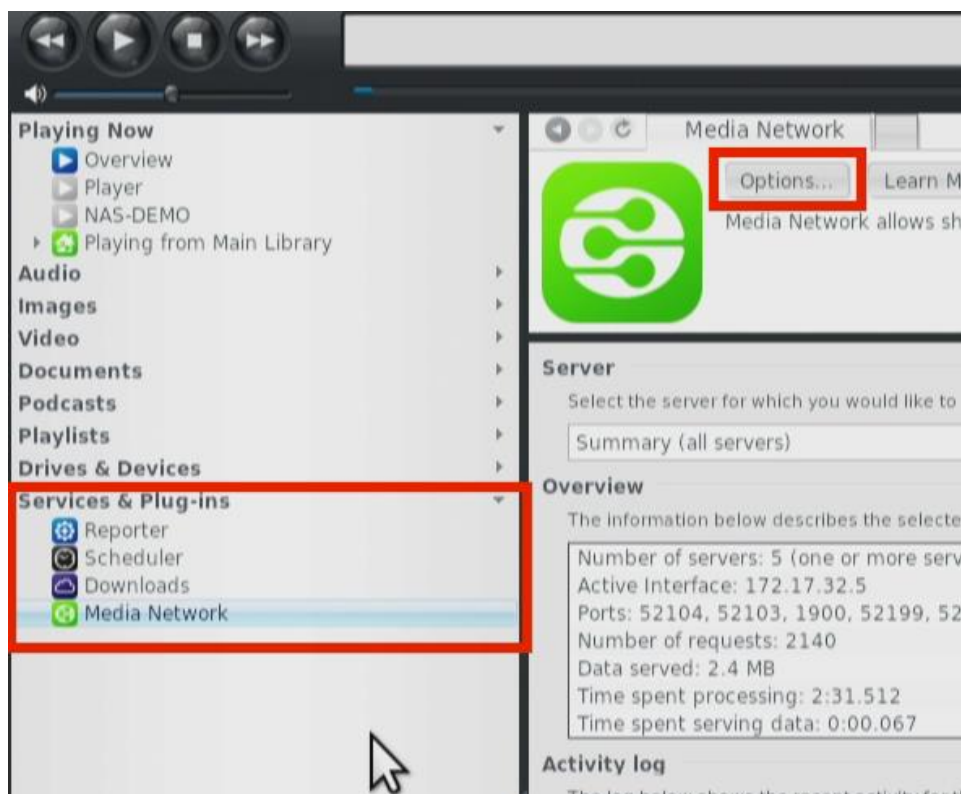 Playing Now
Overview
Player
NAS-DEMO
Playing from Main Library
Audio
Images
Video
Documents
Podcasts
Playlists
Drives & Devices
Services & Plug-ins
Reporter
Scheduler
Downloads
Media Network
Media Network
Options... Learn
Media Network allows
Server
Select the server for which you would like to
Summary (all servers)
Overview
The information below describes the
Number of servers: 5 (one or more
Active Interface: 172.17.32.5
Ports: 52104, 52103, 1900, 52199,
Number of requests: 2140
Data served: 2.4 MB
Time spent processing: 2:31.512
Time spent serving data: 0:00.067
Activity log